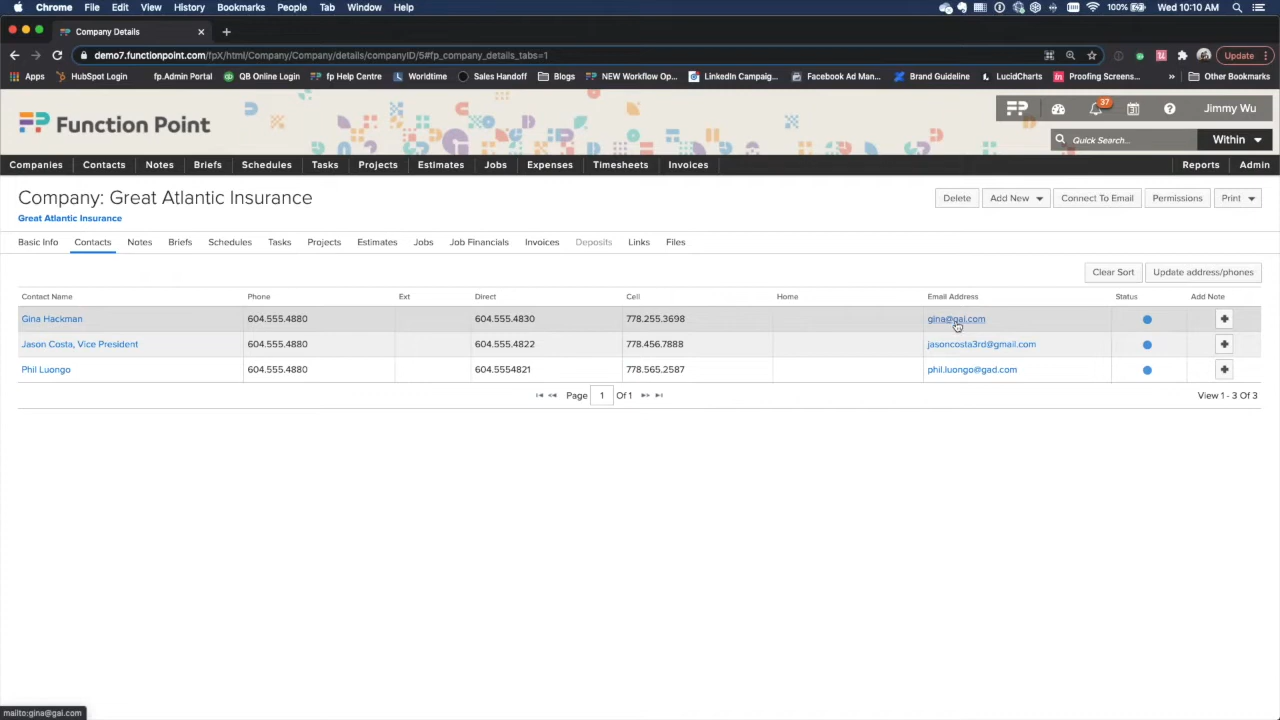 Chrome File Edit View History Bookmarks People Tab Window Help 100% Wed 10:10 AM
Company Details
demo7.functionpoint.com/fpX/html/Company/Company/details/companyID/5#fp_company_details_tabs=1 Update
Apps HubSpot Login fp.Admin Portal QB Online Login fp Help Centre Worldtime Sales Handoff Blogs NEW Workflow Op... LinkedIn Campaig... Facebook Ad Man... Brand Guideline LucidCharts Proofing Screens... » Other Bookmarks
37
Jimmy Wu
Function Point
Quick Search... Within
Companies Contacts Notes Briefs Schedules Tasks Projects Estimates Jobs Expenses Timesheets Invoices Reports Admin
Company: Great Atlantic Insurance Delete Add New Connect To Email Permissions Print
Great Atlantic Insurance
Basic Info Contacts Notes Briefs Schedules Tasks Projects Estimates Jobs Job Financials Invoices Deposits Links Files
Clear Sort Update address/phones
Contact Name Phone Ext Direct Cell Home Email Address Status Add Note
Gina Hackman 604.555.4880 604.555.4830 778.255.3698 gina@gai.com
Jason Costa, Vice President 604.555.4880 604.555.4822 778.456.7888 jasoncosta3rd@gmail.com
Phil Luongo 604.555.4880 604.5554821 778.565.2587 phil.luongo@gad.com
Page 1 Of 1 View 1 - 3 Of 3
mailto:gina@gai.com